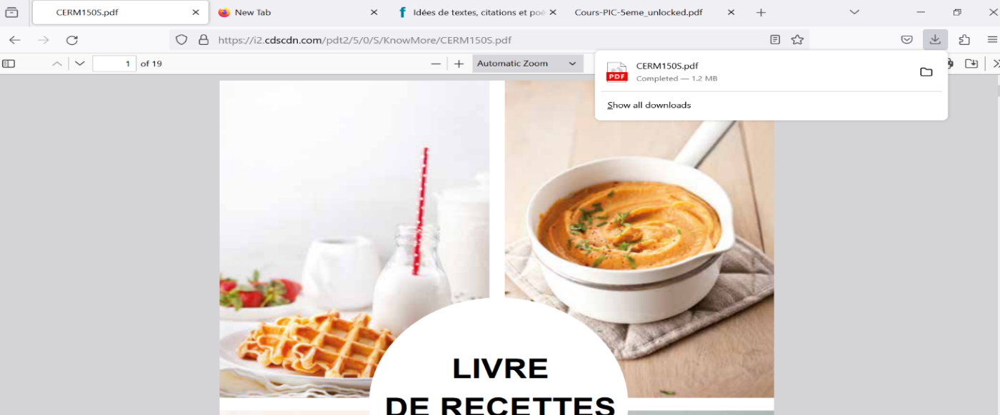 CERM150S.pdf
New Tab
Idées de textes, citations et poè
Cours-PIC-5eme_unlocked.pdf
https://i2.cdscdn.com/pdt2/5/0/S/KnowMore/CERM150S.pdf
1 of 19
Automatic Zoom
CERM150S.pdf
PDF
Completed — 1.2 MB
Show all downloads
LIVRE
DE RECETTES